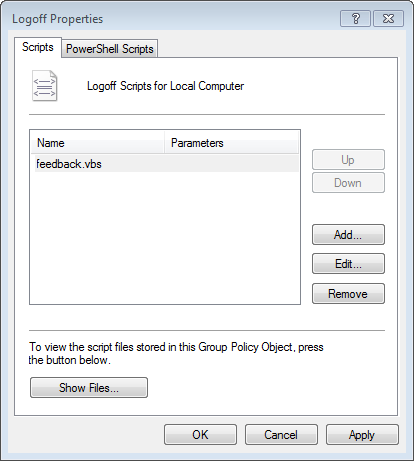 Logoff Properties
Scripts
PowerShell Scripts
Logoff Scripts for Local Computer
Name
Parameters
feedback.vbs
Up
Down
Add...
Edit...
Remove
To view the script files stored in this Group Policy Object, press
the button below.
Show Files...
OK
Cancel
Apply